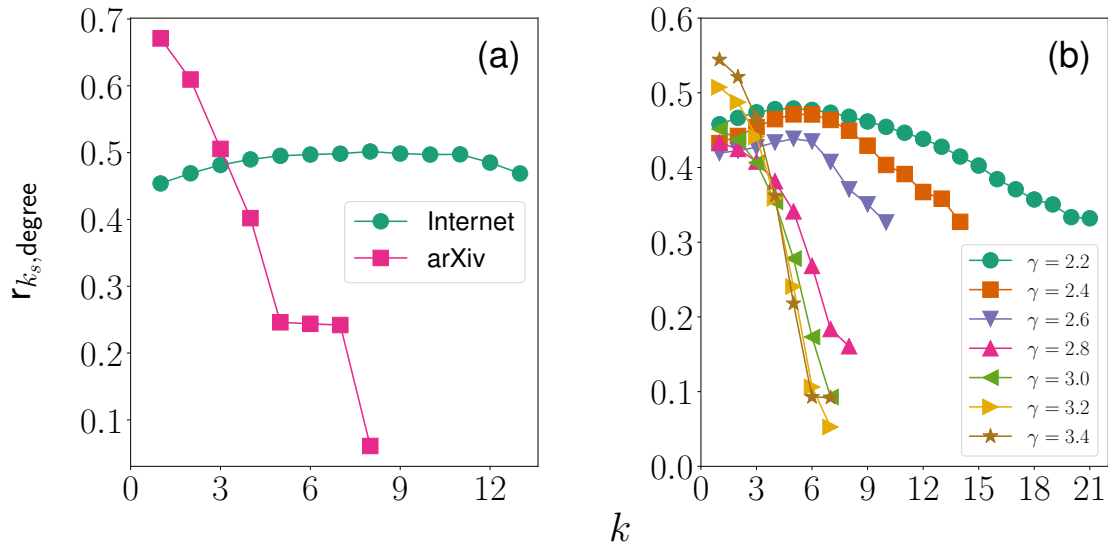 r_{k_s,degree}
0.7
0.6
0.5
0.4
0.3
0.2
0.1
(a)
Internet
arXiv
0 3 6 9 12
0.6
0.5
0.4
0.3
0.2
0.1
0.0
(b)
γ = 2.2
γ = 2.4
γ = 2.6
γ = 2.8
γ = 3.0
γ = 3.2
γ = 3.4
0 3 6 9 12 15 18 21
k